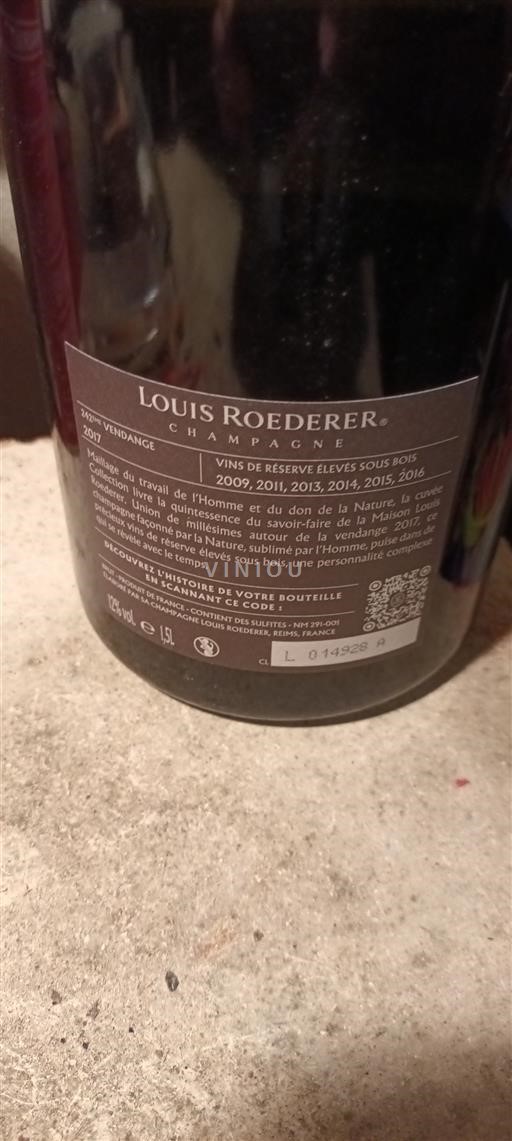 LOUIS ROEDERER®
CHAMPAGNE
242ÈME VENDANGE
2017
VINS DE RÉSERVE ÉLEVÉS SOUS BOIS
2009, 2011, 2013, 2014, 2015, 2016
Maillage du travail de l'Homme et du don de la Nature, la cuvée
Collection livre la quintessence du savoir-faire de la Maison Louis
Roederer. Union de millésimes autour de la vendange 2017, ce
champagne façonné par la Nature, sublimé par l'Homme, puise dans de
précieux vins de réserve élevés sous bois, une personnalité complexe
qui se révèle avec le temps.
VINIOU
DÉCOUVREZ L'HISTOIRE DE VOTRE BOUTEILLE
EN SCANNANT CE CODE :
BRUT - PRODUIT DE FRANCE - CONTIENT DES SULFITES - NM 291-001
ÉLABORÉ PAR SA CHAMPAGNE LOUIS ROEDERER, REIMS, FRANCE
12% vol. e 1,5L
CL
L 014928 A